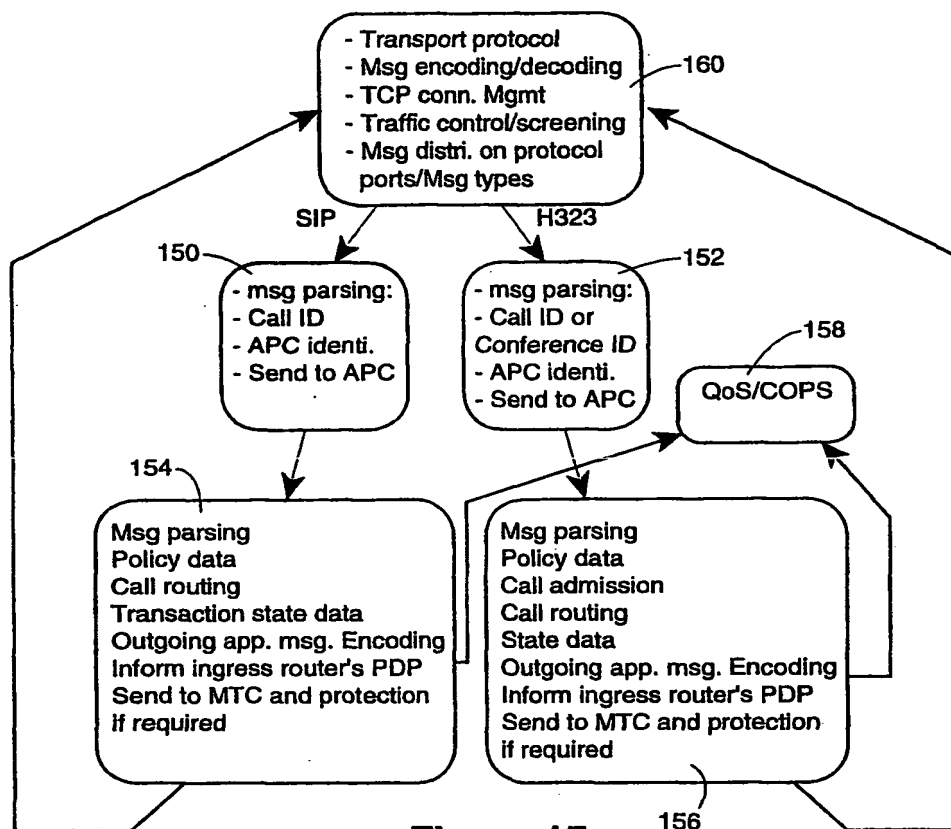 - Transport protocol
- Msg encoding/decoding
- TCP conn. Mgmt
- Traffic control/screening
- Msg distri. on protocol
ports/Msg types
160
SIP
H323
150
- msg parsing:
- Call ID
- APC identi.
- Send to APC
152
- msg parsing:
- Call ID or
Conference ID
- APC identi.
- Send to APC
158
QoS/COPS
154
Msg parsing
Policy data
Call routing
Transaction state data
Outgoing app. msg. Encoding
Inform ingress router's PDP
Send to MTC and protection
if required
Msg parsing
Policy data
Call admission
Call routing
State data
Outgoing app. msg. Encoding
Inform ingress router's PDP
Send to MTC and protection
if required
156